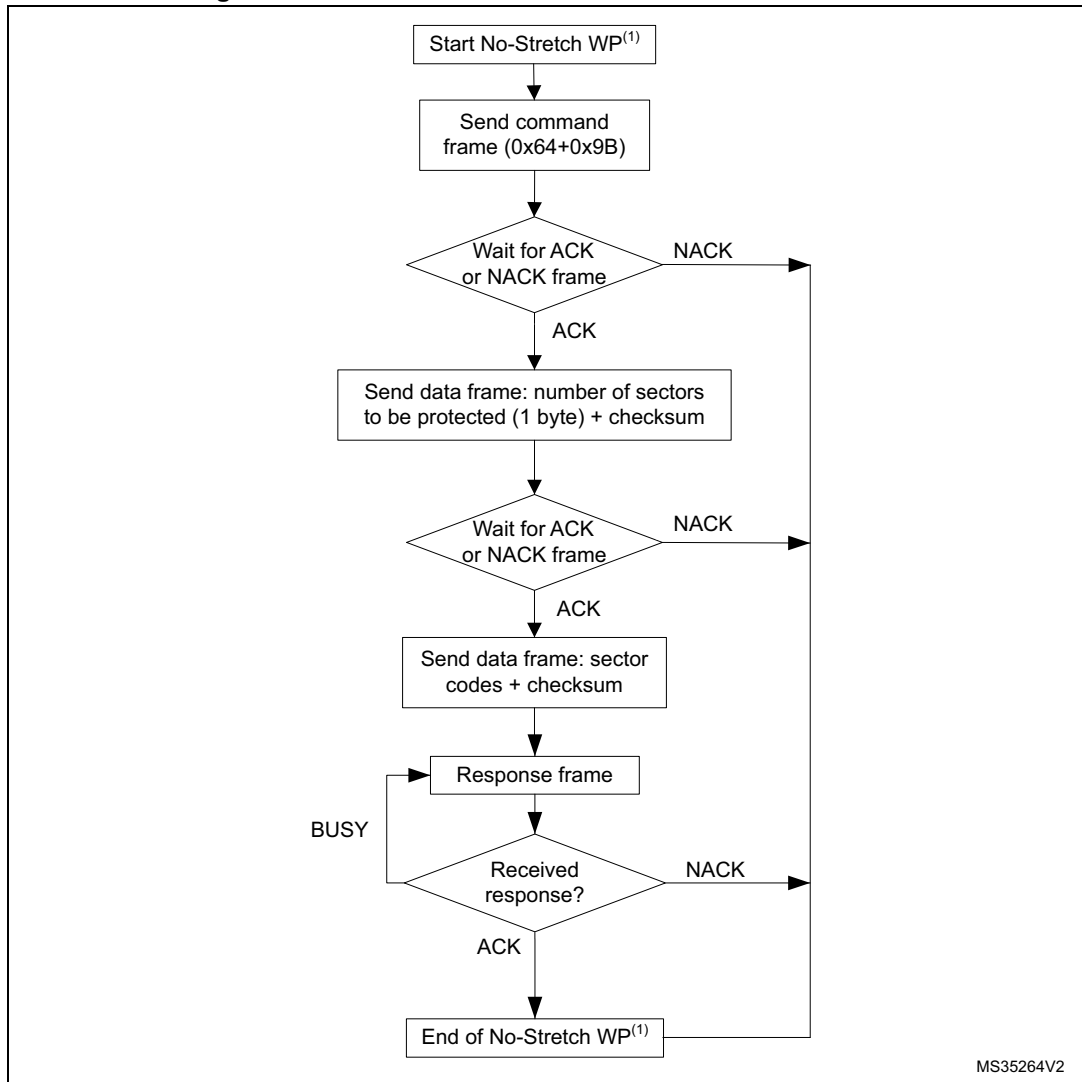 Start No-Stretch WP(1)
Send command
frame (0x64+0x9B)
Wait for ACK
or NACK frame
NACK
ACK
Send data frame: number of sectors
to be protected (1 byte) + checksum
Wait for ACK
or NACK frame
NACK
ACK
Send data frame: sector
codes + checksum
Response frame
BUSY
Received
response?
NACK
ACK
End of No-Stretch WP(1)
MS35264V2